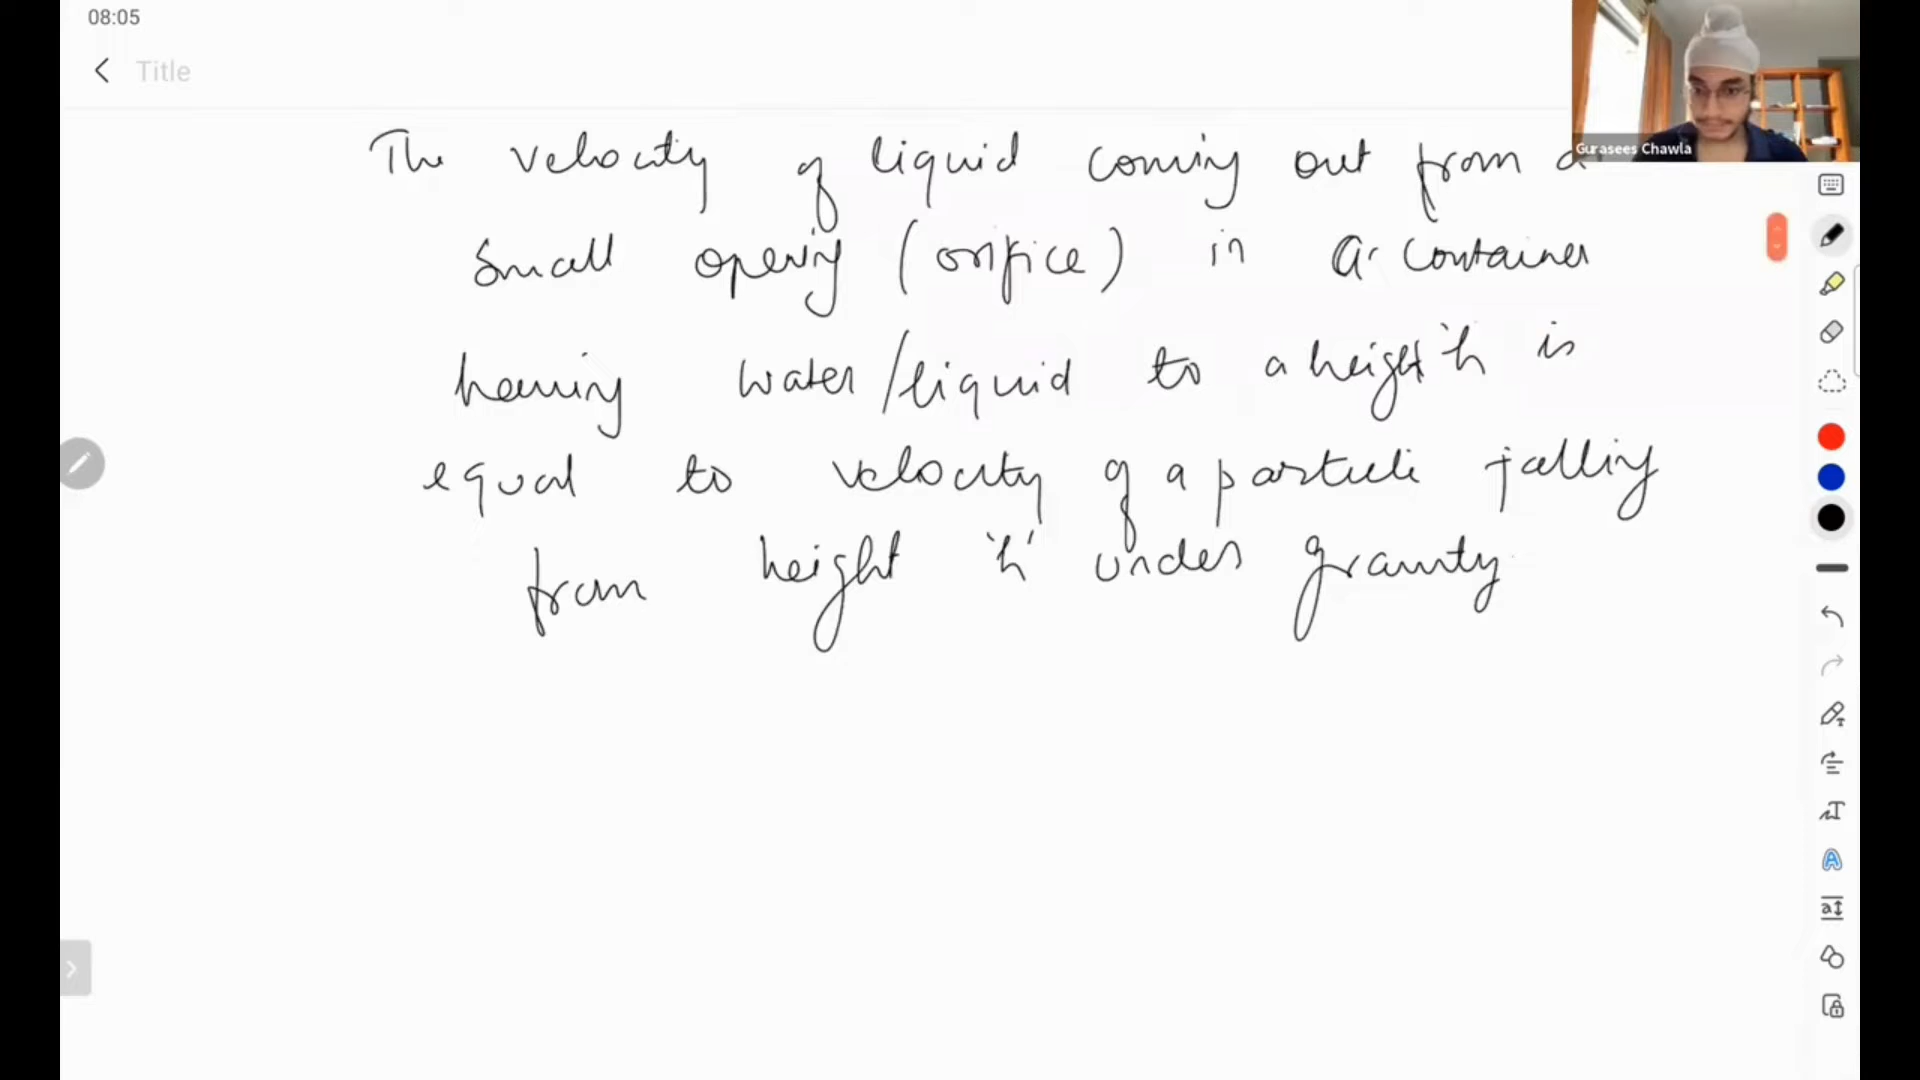 08:05
Title
Gurasees Chawla
The velocity of liquid coming out from a
small opening (orifice) in a container
having water/liquid to a height 'h is
equal to velocity of a particle falling
from height 'h' under gravity